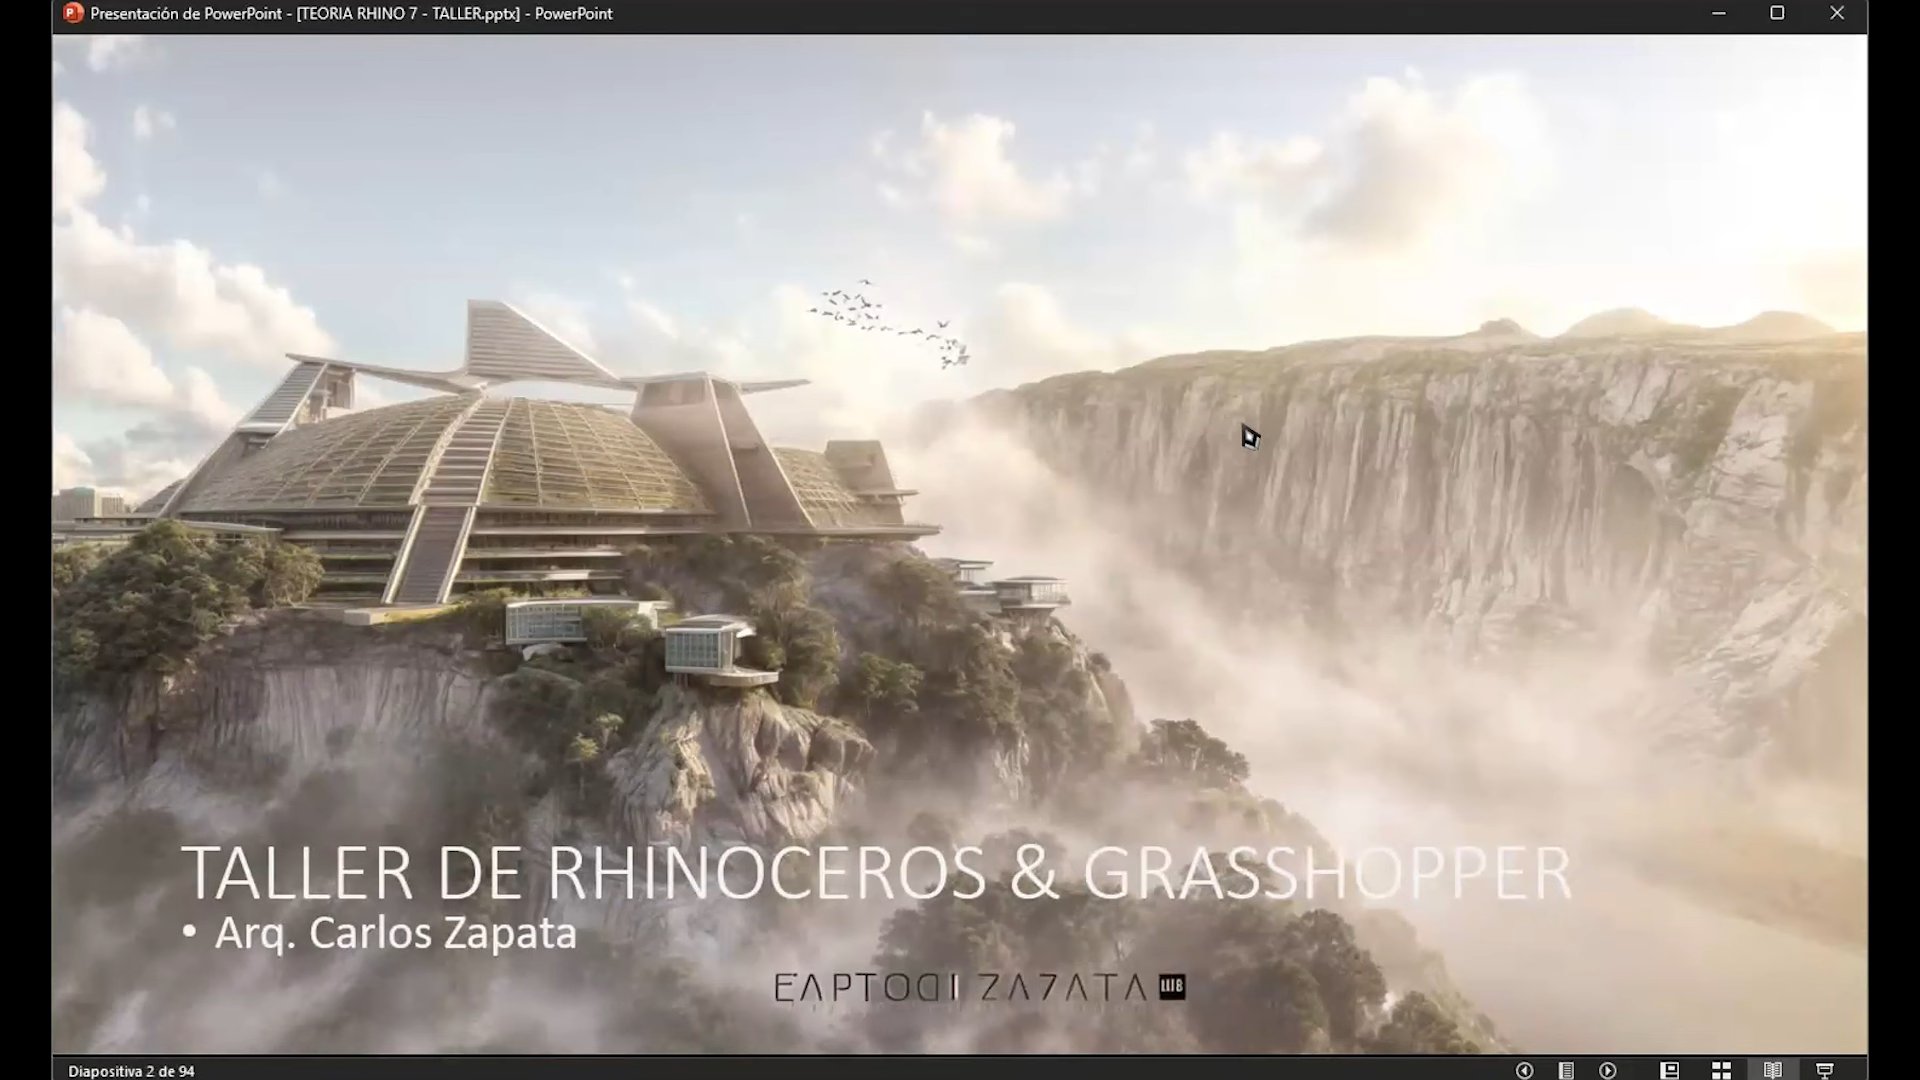 Presentación de PowerPoint - [TEORIA RHINO 7 - TALLER.pptx] - PowerPoint
TALLER DE RHINOCEROS & GRASSHOPPER
• Arq. Carlos Zapata
Diapositiva 2 de 94